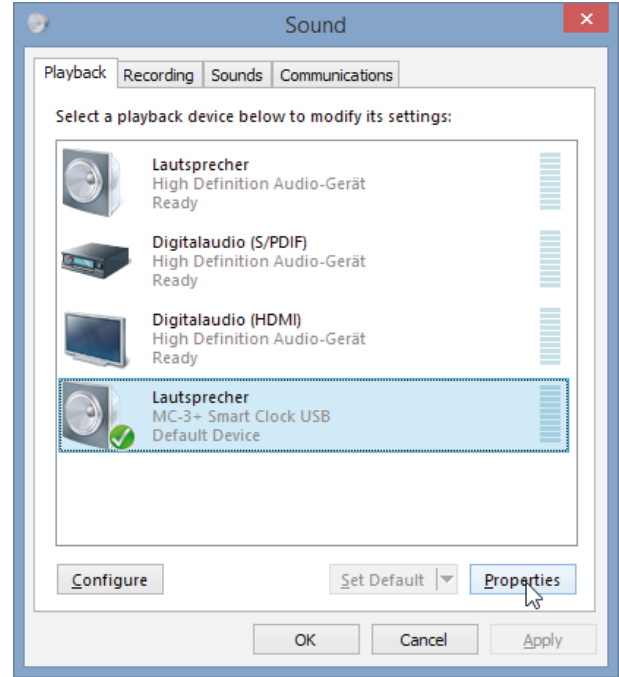 Sound
Playback Recording Sounds Communications
Select a playback device below to modify its settings:
Lautsprecher
High Definition Audio-Gerät
Ready
Digitalaudio (S/PDIF)
High Definition Audio-Gerät
Ready
Digitalaudio (HDMI)
High Definition Audio-Gerät
Ready
Lautsprecher
MC-3+ Smart Clock USB
Default Device
Configure Set Default Properties
OK Cancel Apply